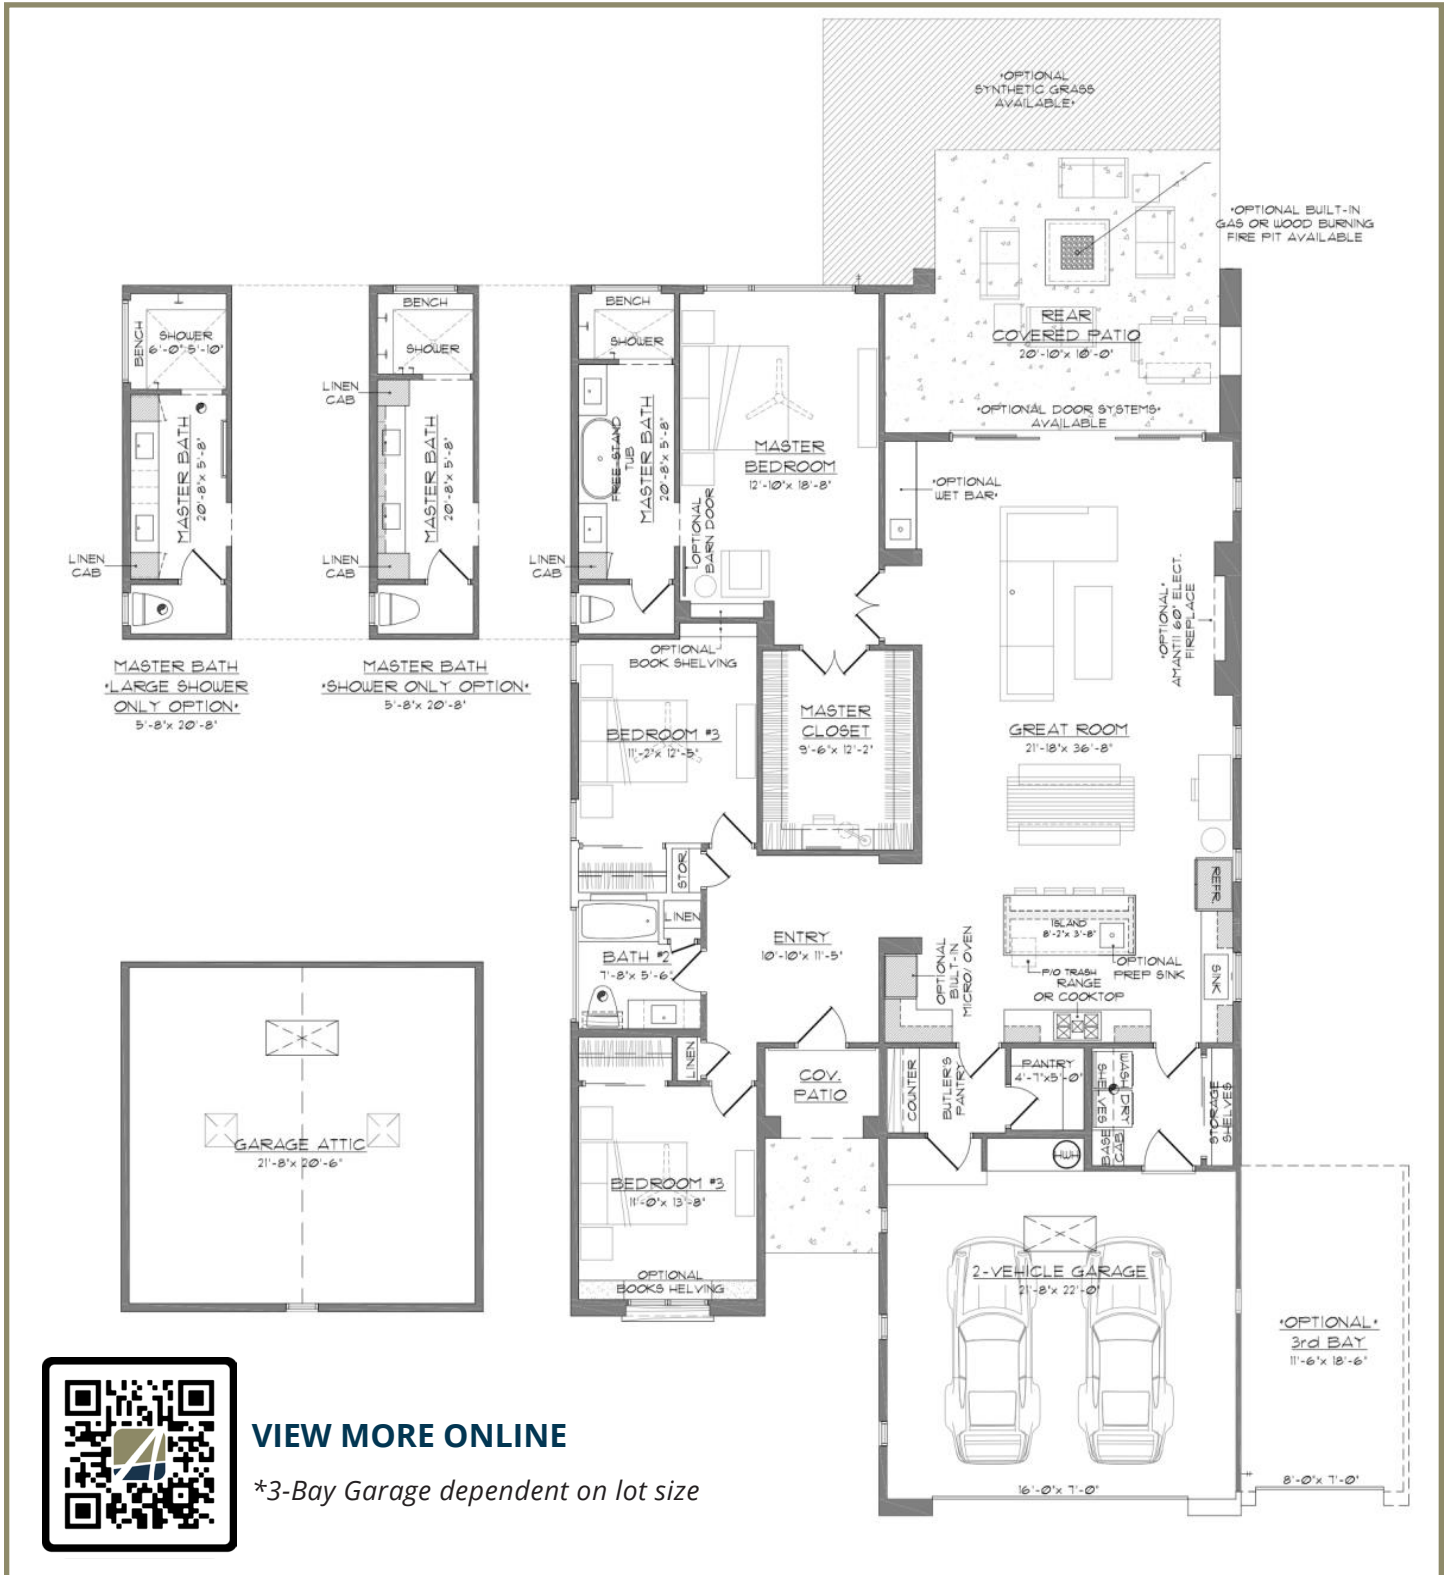 *OPTIONAL
SYNTHETIC GRASS
AVAILABLE*
*OPTIONAL BUILT-IN
GAS OR WOOD BURNING
FIRE PIT AVAILABLE
REAR
COVERED PATIO
20'-10"x 16'-0"
*OPTIONAL DOOR SYSTEMS*
AVAILABLE
BENCH
SHOWER
6'-0" 5'-10"
MASTER BATH
20'-8"x 5'-8"
LINEN
CAB
MASTER BATH
*LARGE SHOWER
ONLY OPTION*
5'-8"x 20'-8"
BENCH
SHOWER
LINEN
CAB
MASTER BATH
20'-8"x 5'-8"
LINEN
CAB
MASTER BATH
*SHOWER ONLY OPTION*
5'-8"x 20'-8"
BENCH
SHOWER
FREE-STAND
TUB
MASTER BATH
20'-8"x 5'-8"
LINEN
CAB
OPTIONAL
BARN DOOR
MASTER
BEDROOM
12'-10"x 18'-8"
*OPTIONAL
WET BAR*
*OPTIONAL*
AMANTII 60" ELECT.
FIREPLACE
OPTIONAL
BOOK SHELVING
BEDROOM #3
11'-2"x 12'-5"
MASTER
CLOSET
9'-6"x 12'-2"
GREAT ROOM
21'-18"x 36'-8"
STOR.
LINEN
BATH #2
7'-8"x 5'-6"
ENTRY
10'-10"x 11'-5"
REFR.
ISLAND
8'-2"x 3'-8"
OPTIONAL
PREP SINK
P/O TRASH
RANGE
OR COOKTOP
SINK
OPTIONAL
BIULT-IN
MICRO/ OVEN
LINEN
COV.
PATIO
COUNTER
BUTLER'S
PANTRY
PANTRY
4'-7"x5'-0"
SHELVES
WASH
DRY
BASE
CAB
STORAGE
SHELVES
HWH
GARAGE ATTIC
21'-8"x 20'-6"
BEDROOM #3
11'-0"x 13'-8"
OPTIONAL
BOOKS HELVING
2-VEHICLE GARAGE
21'-8"x 22'-0"
16'-0"x 7'-0"
*OPTIONAL*
3rd BAY
11'-6"x 18'-6"
8'-0"x 7'-0"
VIEW MORE ONLINE
*3-Bay Garage dependent on lot size